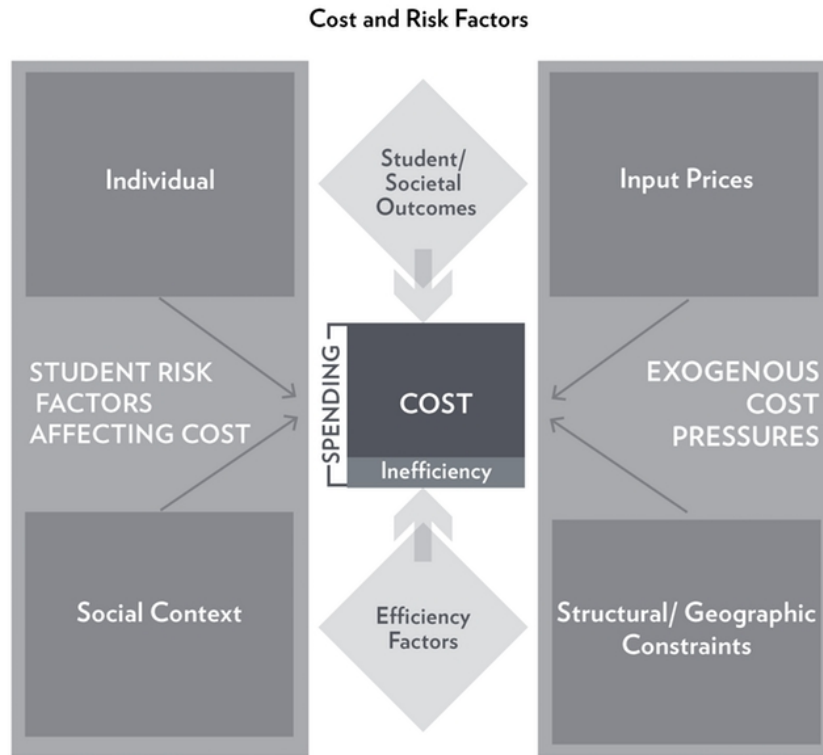 Cost and Risk Factors
Individual
Student/
Societal
Outcomes
Input Prices
STUDENT RISK
FACTORS
AFFECTING COST
SPENDING
COST
Inefficiency
EXOGENOUS
COST
PRESSURES
Social Context
Efficiency
Factors
Structural/ Geographic
Constraints